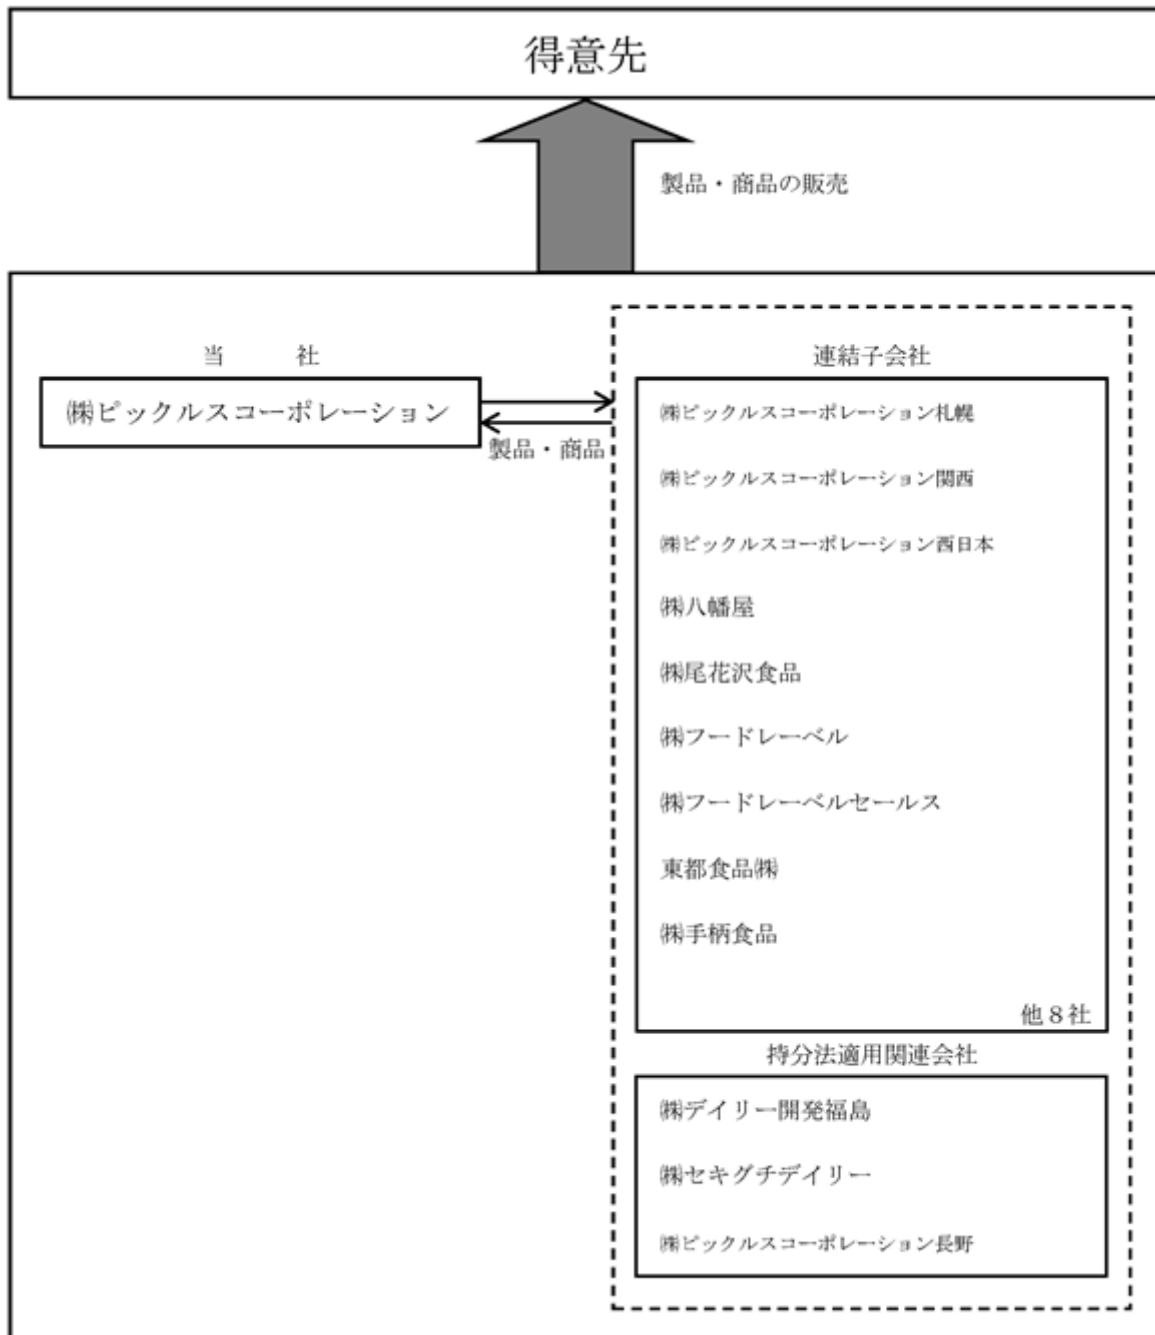 得意先
製品・商品の販売
当　社
㈱ピックルスコーポレーション
製品・商品
連結子会社
㈱ピックルスコーポレーション札幌
㈱ピックルスコーポレーション関西
㈱ピックルスコーポレーション西日本
㈱八幡屋
㈱尾花沢食品
㈱フードレーベル
㈱フードレーベルセールス
東都食品㈱
㈱手柄食品
他８社
持分法適用関連会社
㈱デイリー開発福島
㈱セキグチデイリー
㈱ピックルスコーポレーション長野